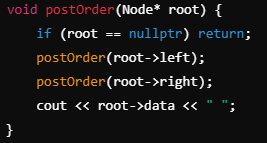 void postOrder(Node* root) {
    if (root == nullptr) return;
    postOrder(root->left);
    postOrder(root->right);
    cout << root->data << " ";
}